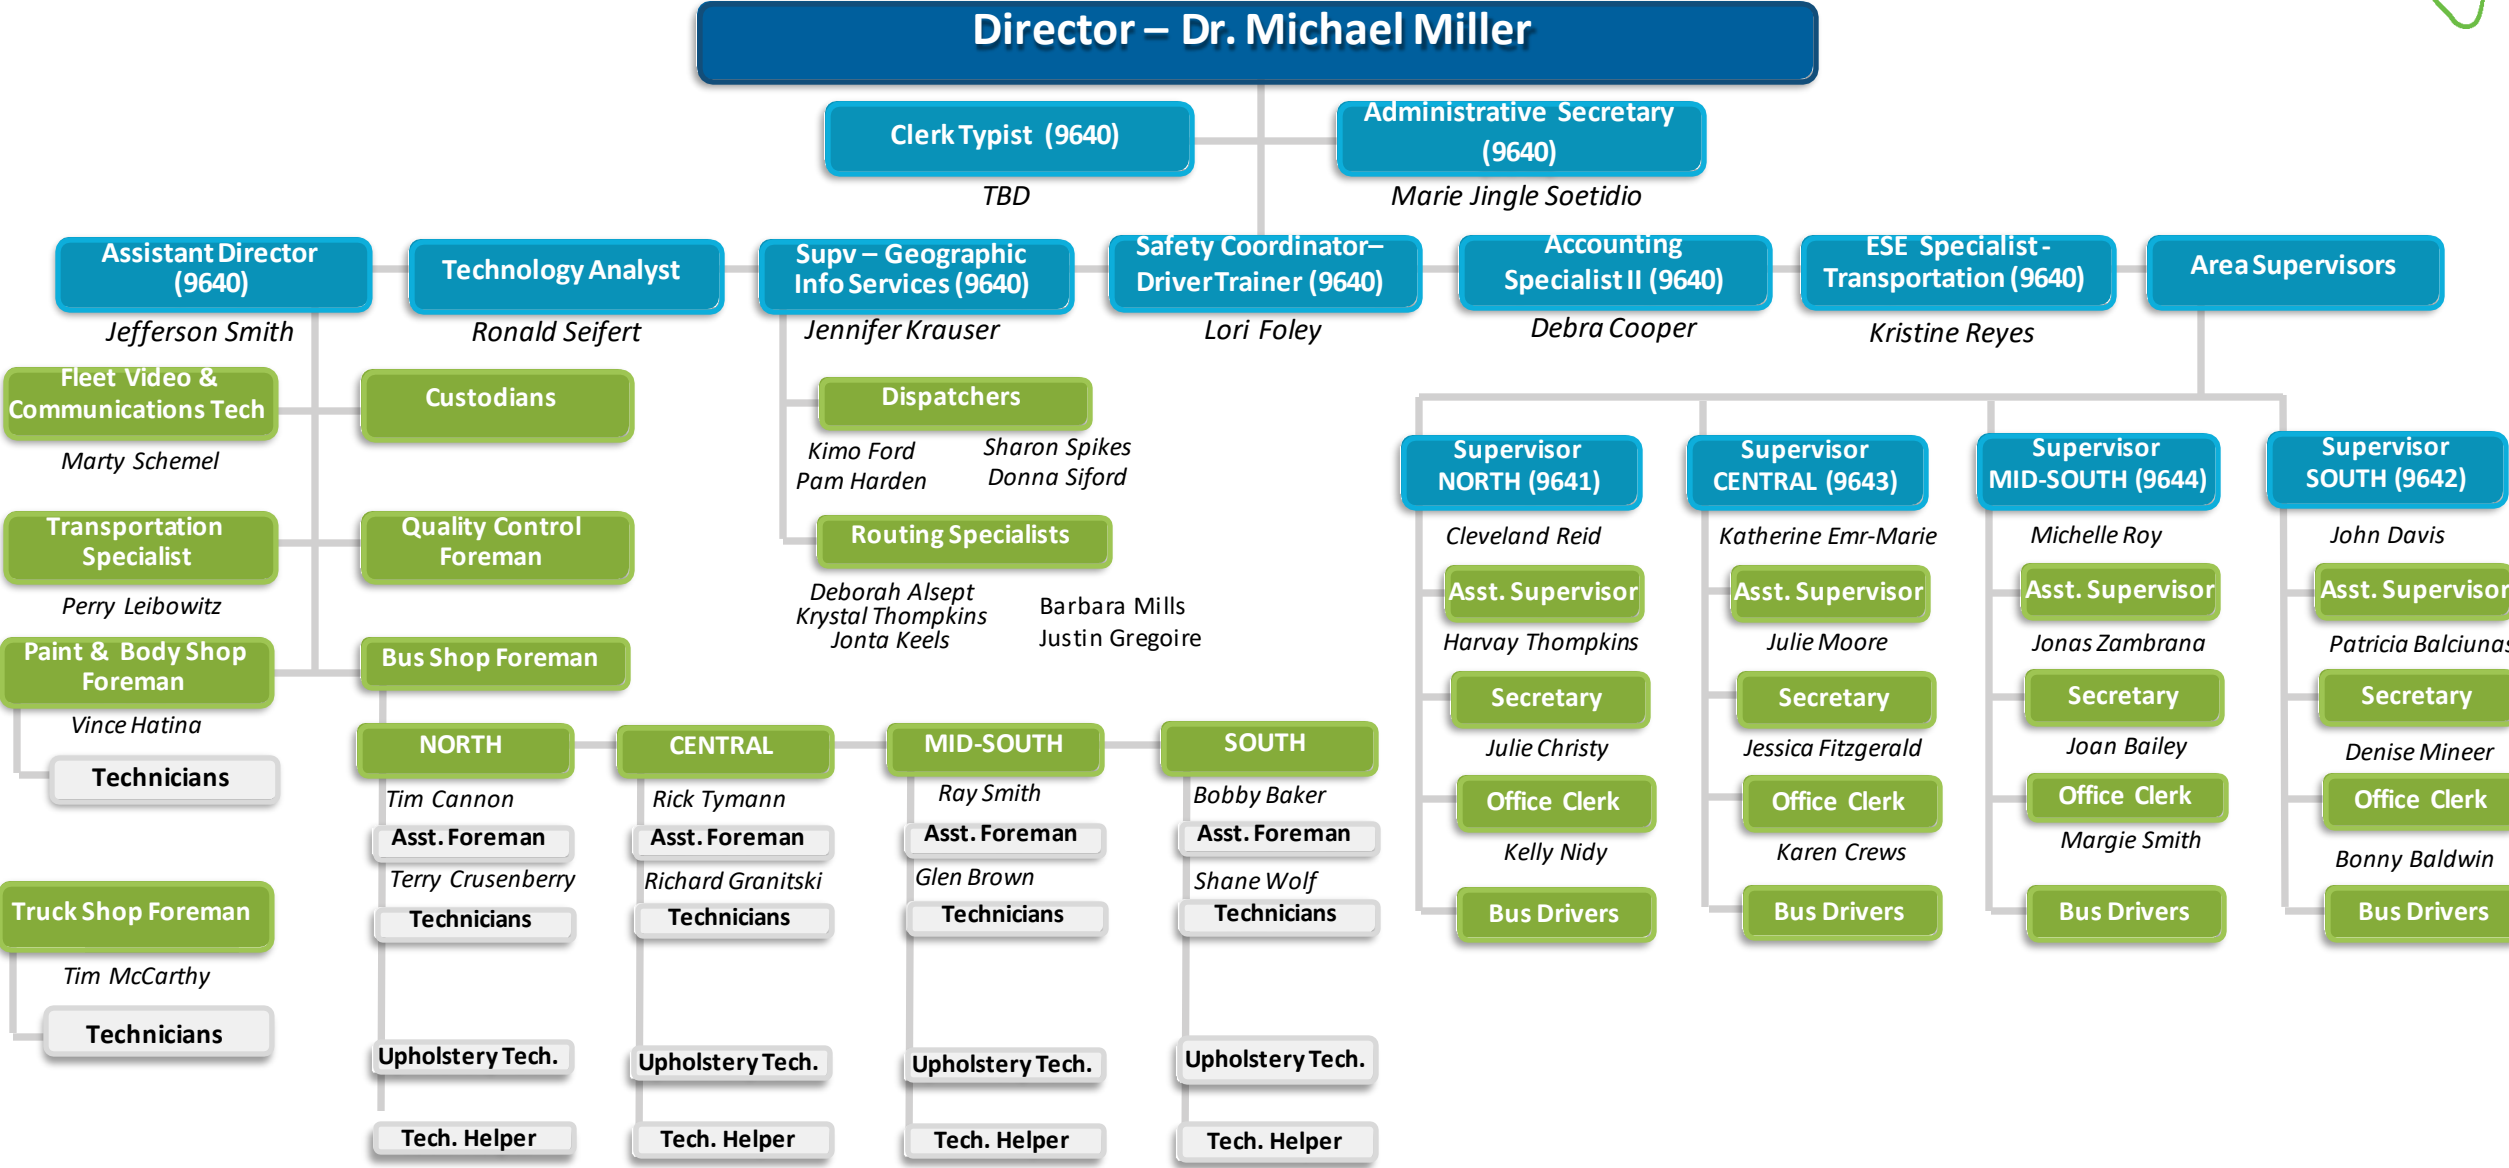 Director – Dr. Michael Miller
Clerk Typist (9640)
TBD
Administrative Secretary
(9640)
Marie Jingle Soetidio
Assistant Director
(9640)
Jefferson Smith
Technology Analyst
Ronald Seifert
Supv – Geographic
Info Services (9640)
Jennifer Krauser
Safety Coordinator–
Driver Trainer (9640)
Lori Foley
Accounting
Specialist II (9640)
Debra Cooper
ESE Specialist -
Transportation (9640)
Kristine Reyes
Area Supervisors
Fleet Video &
Communications Tech
Marty Schemel
Custodians
Transportation
Specialist
Perry Leibowitz
Quality Control
Foreman
Paint & Body Shop
Foreman
Vince Hatina
Technicians
Bus Shop Foreman
Truck Shop Foreman
Tim McCarthy
Technicians
Dispatchers
Kimo Ford
Pam Harden
Sharon Spikes
Donna Siford
Routing Specialists
Deborah Alsept
Krystal Thompkins
Jonta Keels
Barbara Mills
Justin Gregoire
NORTH
Tim Cannon
Asst. Foreman
Terry Crusenberry
Technicians
Upholstery Tech.
Tech. Helper
CENTRAL
Rick Tymann
Asst. Foreman
Richard Granitski
Technicians
Upholstery Tech.
Tech. Helper
MID-SOUTH
Ray Smith
Asst. Foreman
Glen Brown
Technicians
Upholstery Tech.
Tech. Helper
SOUTH
Bobby Baker
Asst. Foreman
Shane Wolf
Technicians
Upholstery Tech.
Tech. Helper
Supervisor
NORTH (9641)
Cleveland Reid
Asst. Supervisor
Harvay Thompkins
Secretary
Julie Christy
Office Clerk
Kelly Nidy
Bus Drivers
Supervisor
CENTRAL (9643)
Katherine Emr-Marie
Asst. Supervisor
Julie Moore
Secretary
Jessica Fitzgerald
Office Clerk
Karen Crews
Bus Drivers
Supervisor
MID-SOUTH (9644)
Michelle Roy
Asst. Supervisor
Jonas Zambrana
Secretary
Joan Bailey
Office Clerk
Margie Smith
Bus Drivers
Supervisor
SOUTH (9642)
John Davis
Asst. Supervisor
Patricia Balciunas
Secretary
Denise Mineer
Office Clerk
Bonny Baldwin
Bus Drivers